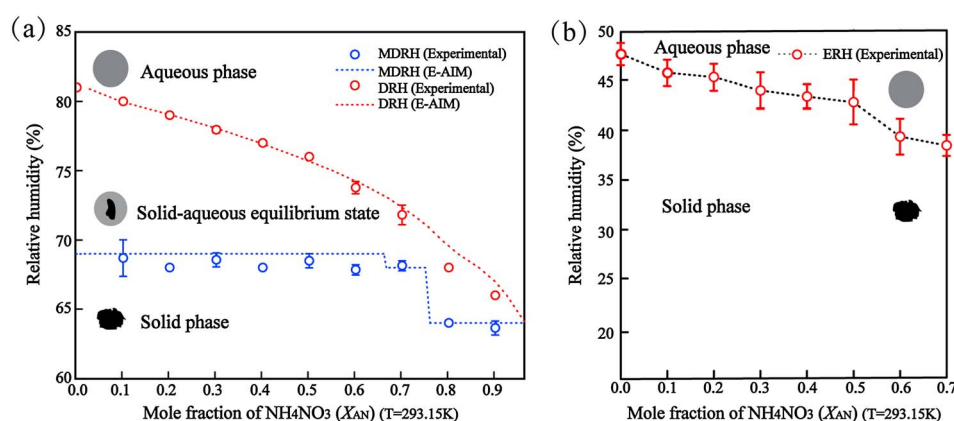 (a)
85
80
75
70
65
60
Relative humidity (%)
MDRH (Experimental)
MDRH (E-AIM)
DRH (Experimental)
DRH (E-AIM)
Aqueous phase
Solid-aqueous equilibrium state
Solid phase
0.0 0.1 0.2 0.3 0.4 0.5 0.6 0.7 0.8 0.9
Mole fraction of NH4NO3 (XAN) (T=293.15K)
(b)
50
45
40
35
30
25
20
Relative humidity (%)
Aqueous phase
ERH (Experimental)
Solid phase
0.0 0.1 0.2 0.3 0.4 0.5 0.6 0.7
Mole fraction of NH4NO3 (XAN) (T=293.15K)